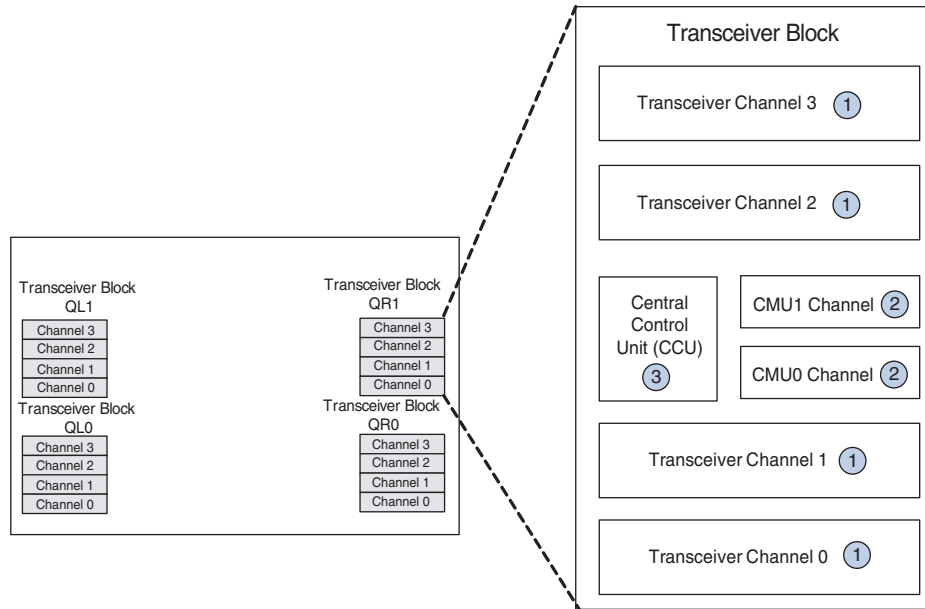 Transceiver Block
QL1
Channel 3
Channel 2
Channel 1
Channel 0
Transceiver Block
QL0
Channel 3
Channel 2
Channel 1
Channel 0
Transceiver Block
QR1
Channel 3
Channel 2
Channel 1
Channel 0
Transceiver Block
QR0
Channel 3
Channel 2
Channel 1
Channel 0
Transceiver Block
Transceiver Channel 3 1
Transceiver Channel 2 1
Central
Control
Unit (CCU)
3
CMU1 Channel 2
CMU0 Channel 2
Transceiver Channel 1 1
Transceiver Channel 0 1